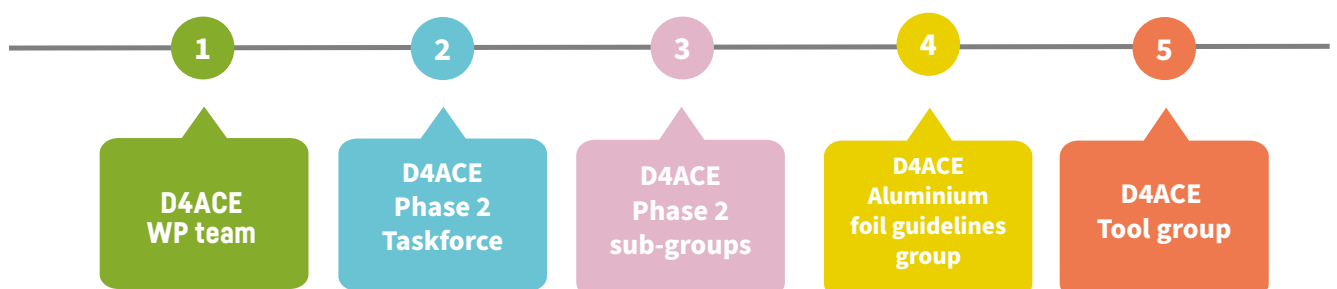 1
2
3
4
5
D4ACE
WP team
D4ACE
Phase 2
Taskforce
D4ACE
Phase 2
sub-groups
D4ACE
Aluminium
foil guidelines
group
D4ACE
Tool group